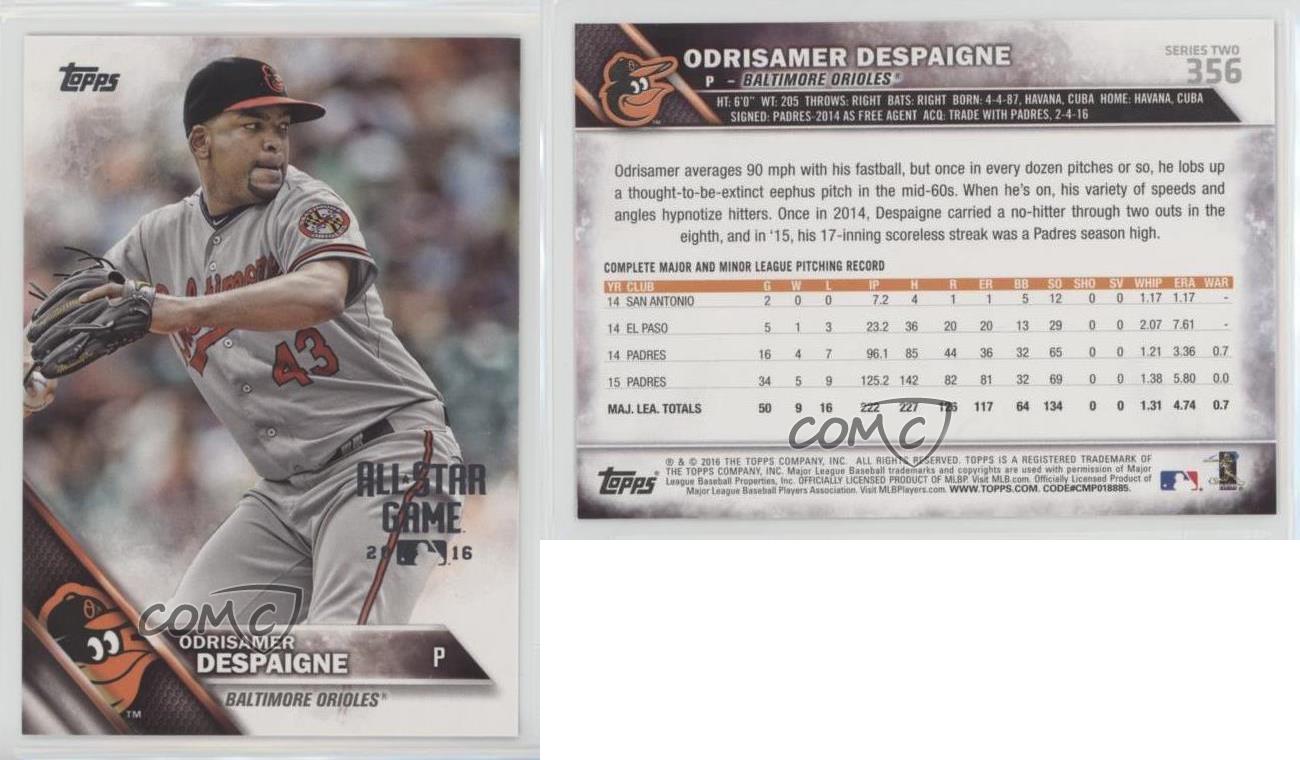 Topps
Baltimore
43
ALL★STAR
GAME
2016
COMC
ODRISAMER
DESPAIGNE
P
BALTIMORE ORIOLES®
TM
ODRISAMER DESPAIGNE
P – BALTIMORE ORIOLES®
SERIES TWO
356
HT: 6'0" WT: 205 THROWS: RIGHT BATS: RIGHT BORN: 4-4-87, HAVANA, CUBA HOME: HAVANA, CUBA
SIGNED: PADRES-2014 AS FREE AGENT ACQ: TRADE WITH PADRES, 2-4-16
Odrisamer averages 90 mph with his fastball, but once in every dozen pitches or so, he lobs up
a thought-to-be-extinct eephus pitch in the mid-60s. When he's on, his variety of speeds and
angles hypnotize hitters. Once in 2014, Despaigne carried a no-hitter through two outs in the
eighth, and in '15, his 17-inning scoreless streak was a Padres season high.
COMPLETE MAJOR AND MINOR LEAGUE PITCHING RECORD
YR CLUB G W L IP H R ER BB SO SHO SV WHIP ERA WAR
14 SAN ANTONIO 2 0 0 7.2 4 1 1 5 12 0 0 1.17 1.17 -
14 EL PASO 5 1 3 23.2 36 20 20 13 29 0 0 2.07 7.61 -
14 PADRES 16 4 7 96.1 85 44 36 32 65 0 0 1.21 3.36 0.7
15 PADRES 34 5 9 125.2 142 82 81 32 69 0 0 1.38 5.80 0.0
MAJ. LEA. TOTALS 50 9 16 222 227 126 117 64 134 0 0 1.31 4.74 0.7
COMC
Topps
® & © 2016 THE TOPPS COMPANY, INC. ALL RIGHTS RESERVED. TOPPS IS A REGISTERED TRADEMARK OF
THE TOPPS COMPANY, INC. Major League Baseball trademarks and copyrights are used with permission of Major
League Baseball Properties, Inc. OFFICIALLY LICENSED PRODUCT OF MLBP. Visit MLB.com. Officially Licensed Product of
Major League Baseball Players Association. Visit MLBPlayers.com. WWW.TOPPS.COM. CODE#CMP018885.